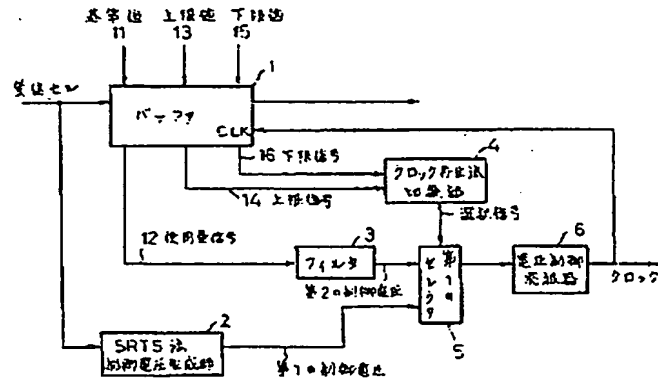 基準値 上限値 下限値
11 13 15
受信セル
1
バッファ
CLK
16 下限信号
14 上限信号
4
クロック再生法
切替部
選択信号
12 使用量信号
3
フィルタ
第2の制御電圧
第1の
セレクタ
5
6
電圧制御
発振器
クロック
2
SRTS法
制御電圧生成部
第1の制御電圧